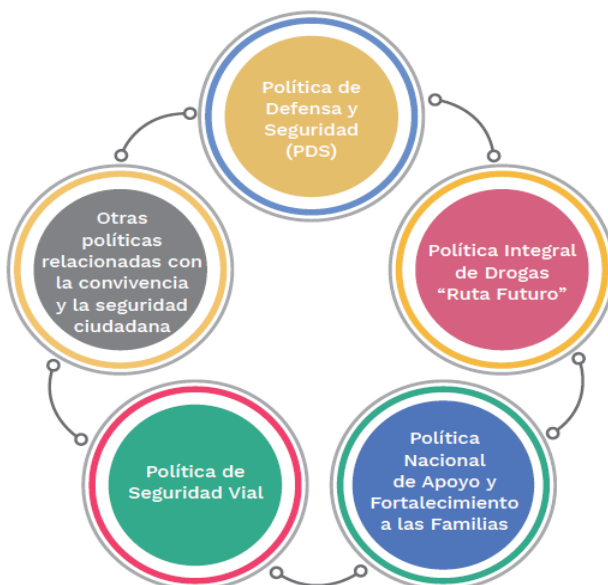 Política de
Defensa y
Seguridad
(PDS)
Política Integral
de Drogas
“Ruta Futuro”
Política
Nacional
de Apoyo y
Fortalecimiento
a las Familias
Política de
Seguridad Vial
Otras
políticas
relacionadas con
la convivencia
y la seguridad
ciudadana